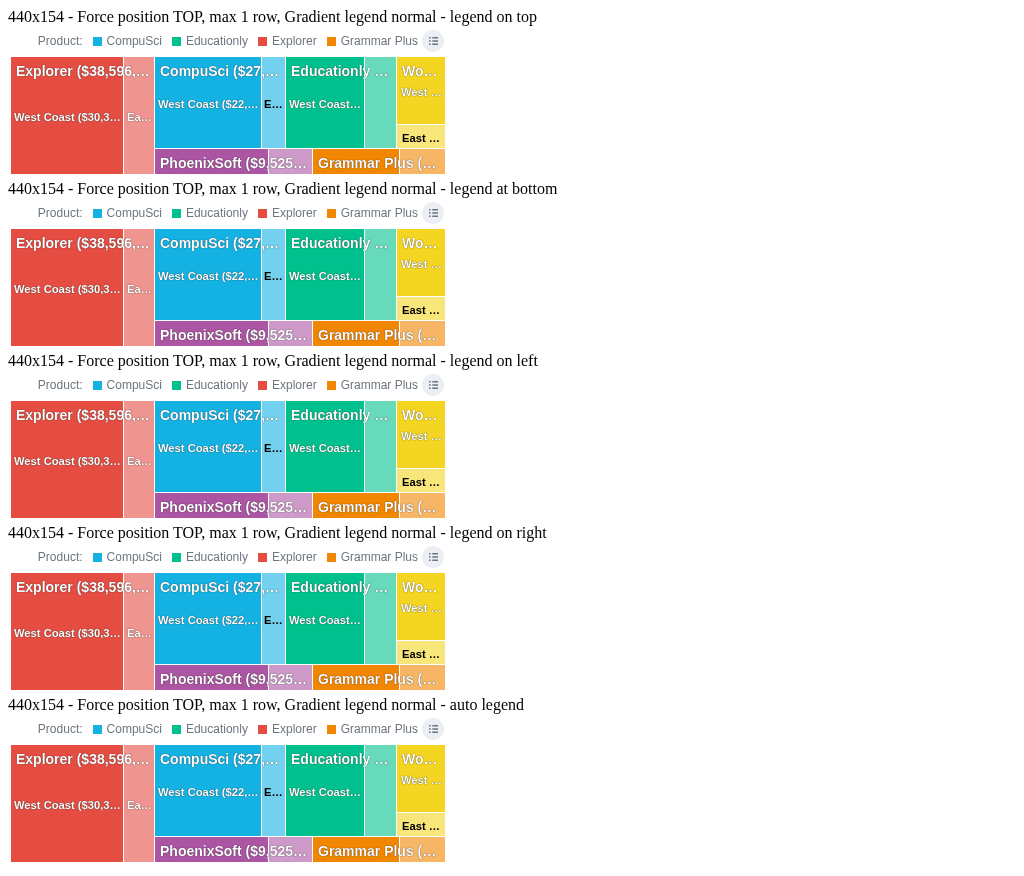 440x154 - Force position TOP, max 1 row, Gradient legend normal - legend on top
Product: CompuSci Educationly Explorer Grammar Plus
Explorer ($38,596,… CompuSci ($27,… Educationly … Wo…
West …
West Coast ($22,… E… West Coast…
West Coast ($30,3… Ea…
East …
PhoenixSoft ($9,525… Grammar Plus (…
440x154 - Force position TOP, max 1 row, Gradient legend normal - legend at bottom
Product: CompuSci Educationly Explorer Grammar Plus
Explorer ($38,596,… CompuSci ($27,… Educationly … Wo…
West …
West Coast ($22,… E… West Coast…
West Coast ($30,3… Ea…
East …
PhoenixSoft ($9,525… Grammar Plus (…
440x154 - Force position TOP, max 1 row, Gradient legend normal - legend on left
Product: CompuSci Educationly Explorer Grammar Plus
Explorer ($38,596,… CompuSci ($27,… Educationly … Wo…
West …
West Coast ($22,… E… West Coast…
West Coast ($30,3… Ea…
East …
PhoenixSoft ($9,525… Grammar Plus (…
440x154 - Force position TOP, max 1 row, Gradient legend normal - legend on right
Product: CompuSci Educationly Explorer Grammar Plus
Explorer ($38,596,… CompuSci ($27,… Educationly … Wo…
West …
West Coast ($22,… E… West Coast…
West Coast ($30,3… Ea…
East …
PhoenixSoft ($9,525… Grammar Plus (…
440x154 - Force position TOP, max 1 row, Gradient legend normal - auto legend
Product: CompuSci Educationly Explorer Grammar Plus
Explorer ($38,596,… CompuSci ($27,… Educationly … Wo…
West …
West Coast ($22,… E… West Coast…
West Coast ($30,3… Ea…
East …
PhoenixSoft ($9,525… Grammar Plus (…